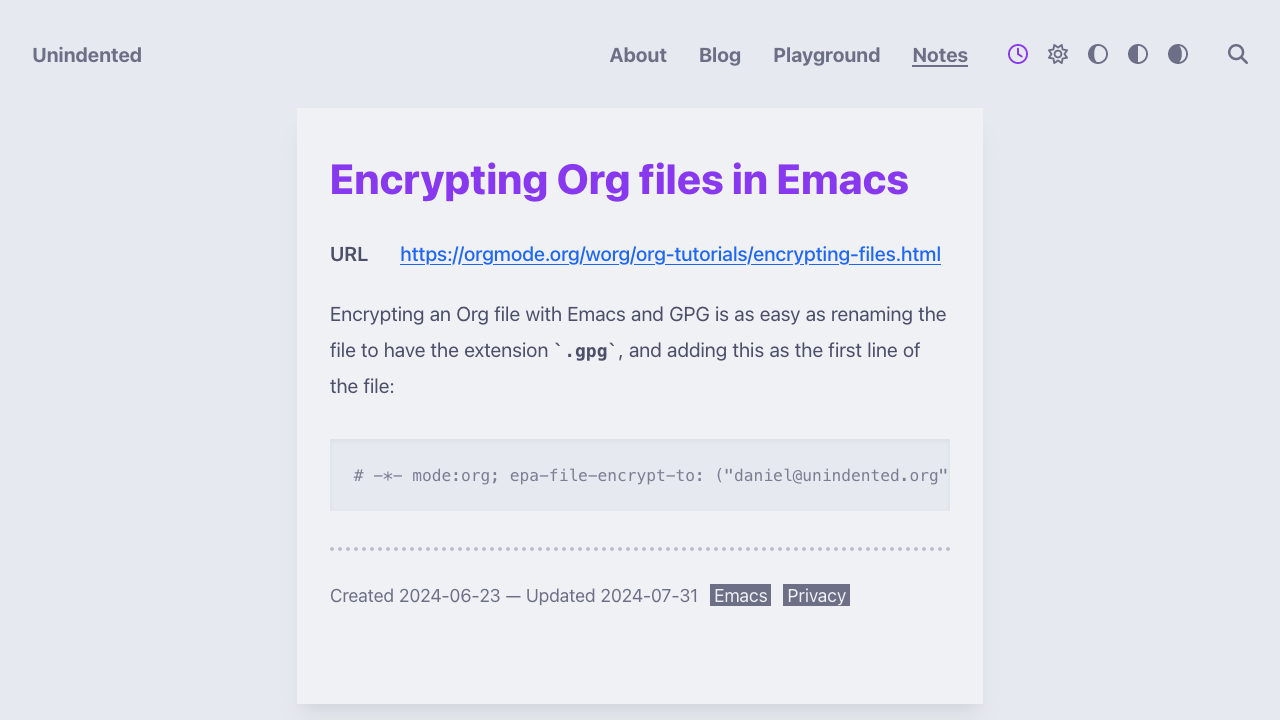 Unindented
About Blog Playground Notes
Encrypting Org files in Emacs
URL https://orgmode.org/worg/org-tutorials/encrypting-files.html
Encrypting an Org file with Emacs and GPG is as easy as renaming the
file to have the extension `.gpg`, and adding this as the first line of
the file:
# -*- mode:org; epa-file-encrypt-to: ("daniel@unindented.org"
Created 2024-06-23 — Updated 2024-07-31 Emacs Privacy